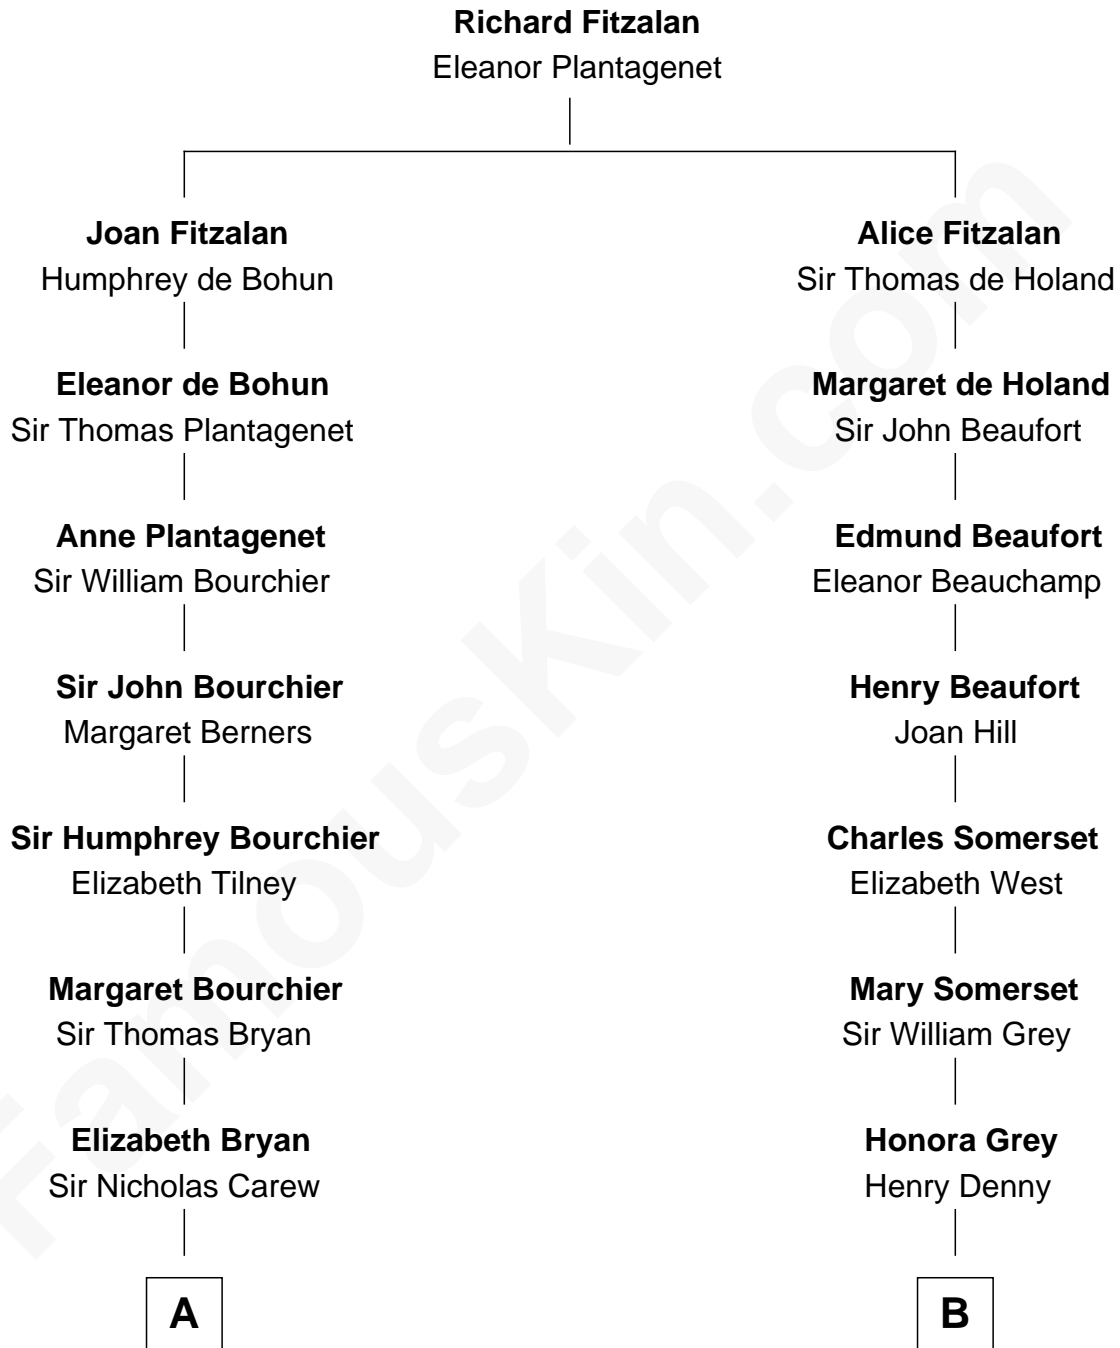 Richard Fitzalan
Eleanor Plantagenet
Joan Fitzalan
Humphrey de Bohun
Alice Fitzalan
Sir Thomas de Holand
Eleanor de Bohun
Sir Thomas Plantagenet
Margaret de Holand
Sir John Beaufort
Anne Plantagenet
Sir William Bourchier
Edmund Beaufort
Eleanor Beauchamp
Sir John Bourchier
Margaret Berners
Henry Beaufort
Joan Hill
Sir Humphrey Bourchier
Elizabeth Tilney
Charles Somerset
Elizabeth West
Margaret Bourchier
Sir Thomas Bryan
Mary Somerset
Sir William Grey
Elizabeth Bryan
Sir Nicholas Carew
Honora Grey
Henry Denny
A
B
FamousKin.com